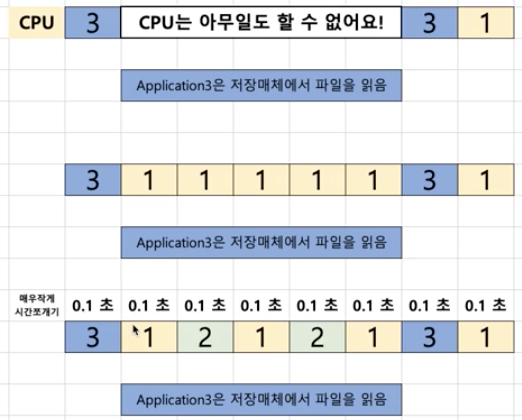 CPU 3 CPU는 아무일도 할 수 없어요! 3 1
Application3은 저장매체에서 파일을 읽음
3 1 1 1 1 1 3 1
Application3은 저장매체에서 파일을 읽음
매우작게
시간쪼개기 0.1 초 0.1 초 0.1 초 0.1 초 0.1 초 0.1 초 0.1 초 0.1 초
3 1 2 1 2 1 3 1
Application3은 저장매체에서 파일을 읽음